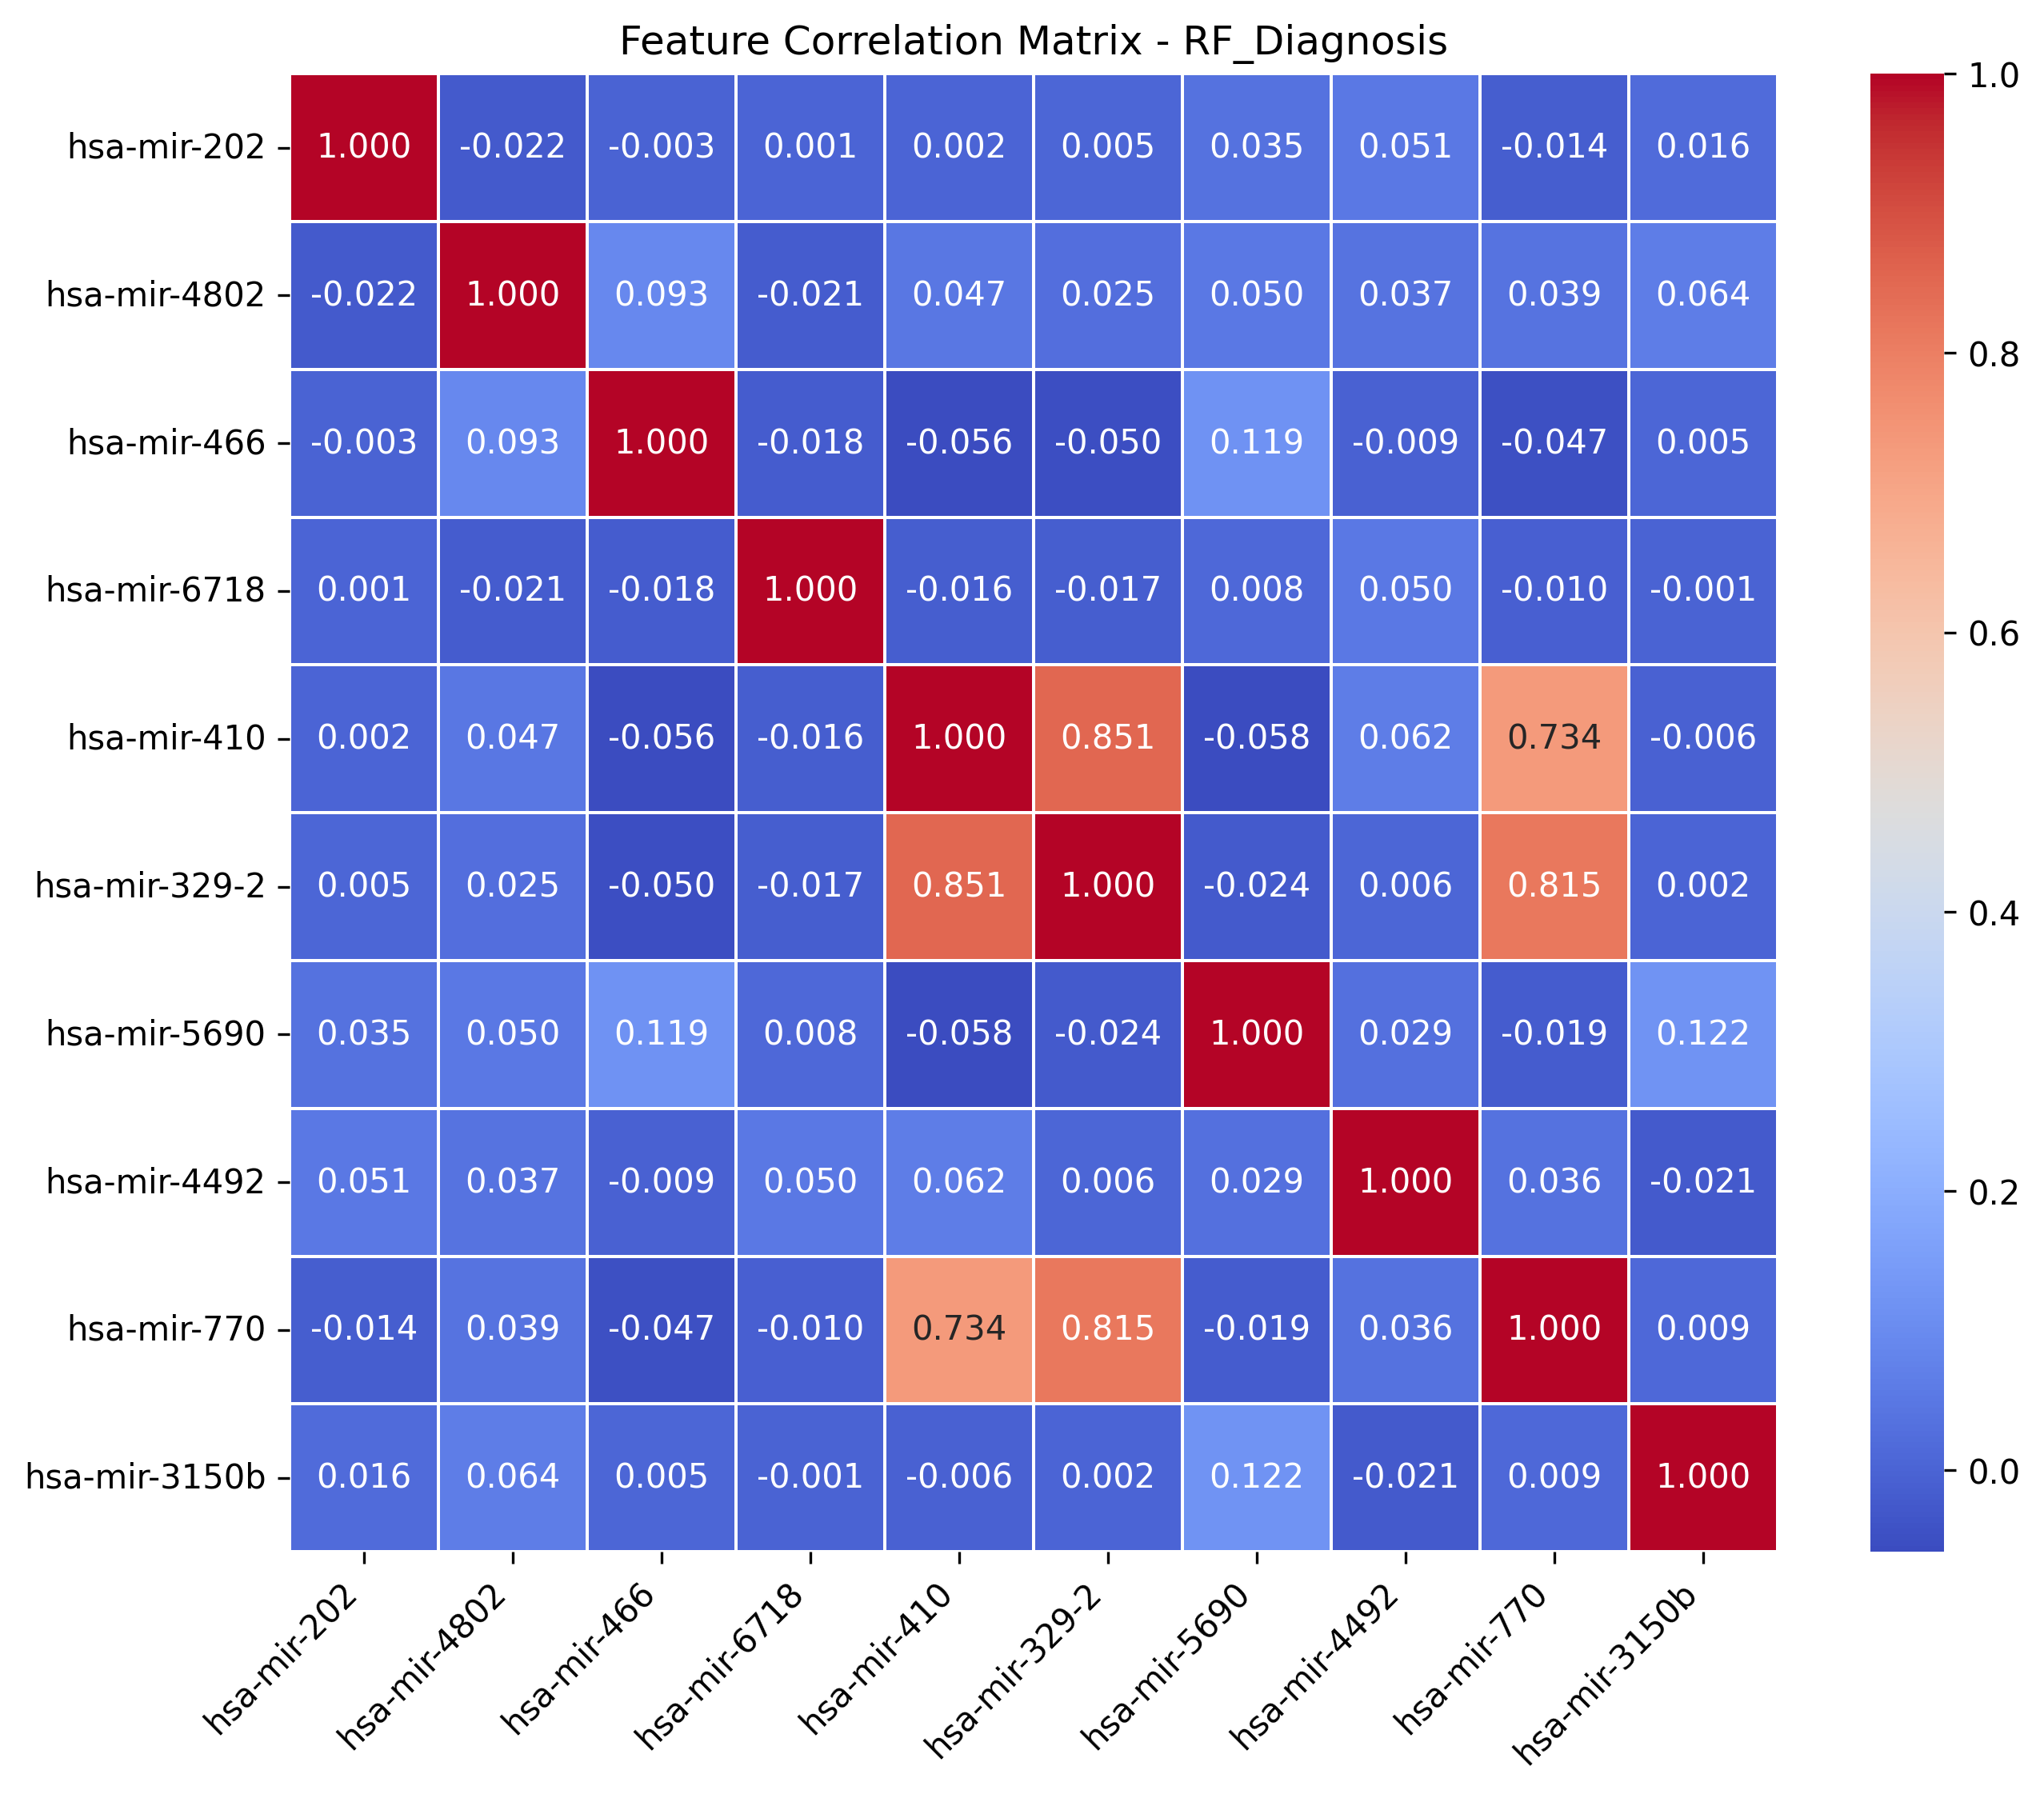 Feature Correlation Matrix - RF_Diagnosis
hsa-mir-202 1.000 -0.022 -0.003 0.001 0.002 0.005 0.035 0.051 -0.014 0.016
hsa-mir-4802 -0.022 1.000 0.093 -0.021 0.047 0.025 0.050 0.037 0.039 0.064
hsa-mir-466 -0.003 0.093 1.000 -0.018 -0.056 -0.050 0.119 -0.009 -0.047 0.005
hsa-mir-6718 0.001 -0.021 -0.018 1.000 -0.016 -0.017 0.008 0.050 -0.010 -0.001
hsa-mir-410 0.002 0.047 -0.056 -0.016 1.000 0.851 -0.058 0.062 0.734 -0.006
hsa-mir-329-2 0.005 0.025 -0.050 -0.017 0.851 1.000 -0.024 0.006 0.815 0.002
hsa-mir-5690 0.035 0.050 0.119 0.008 -0.058 -0.024 1.000 0.029 -0.019 0.122
hsa-mir-4492 0.051 0.037 -0.009 0.050 0.062 0.006 0.029 1.000 0.036 -0.021
hsa-mir-770 -0.014 0.039 -0.047 -0.010 0.734 0.815 -0.019 0.036 1.000 0.009
hsa-mir-3150b 0.016 0.064 0.005 -0.001 -0.006 0.002 0.122 -0.021 0.009 1.000
hsa-mir-202 hsa-mir-4802 hsa-mir-466 hsa-mir-6718 hsa-mir-410 hsa-mir-329-2 hsa-mir-5690 hsa-mir-4492 hsa-mir-770 hsa-mir-3150b
1.0
0.8
0.6
0.4
0.2
0.0